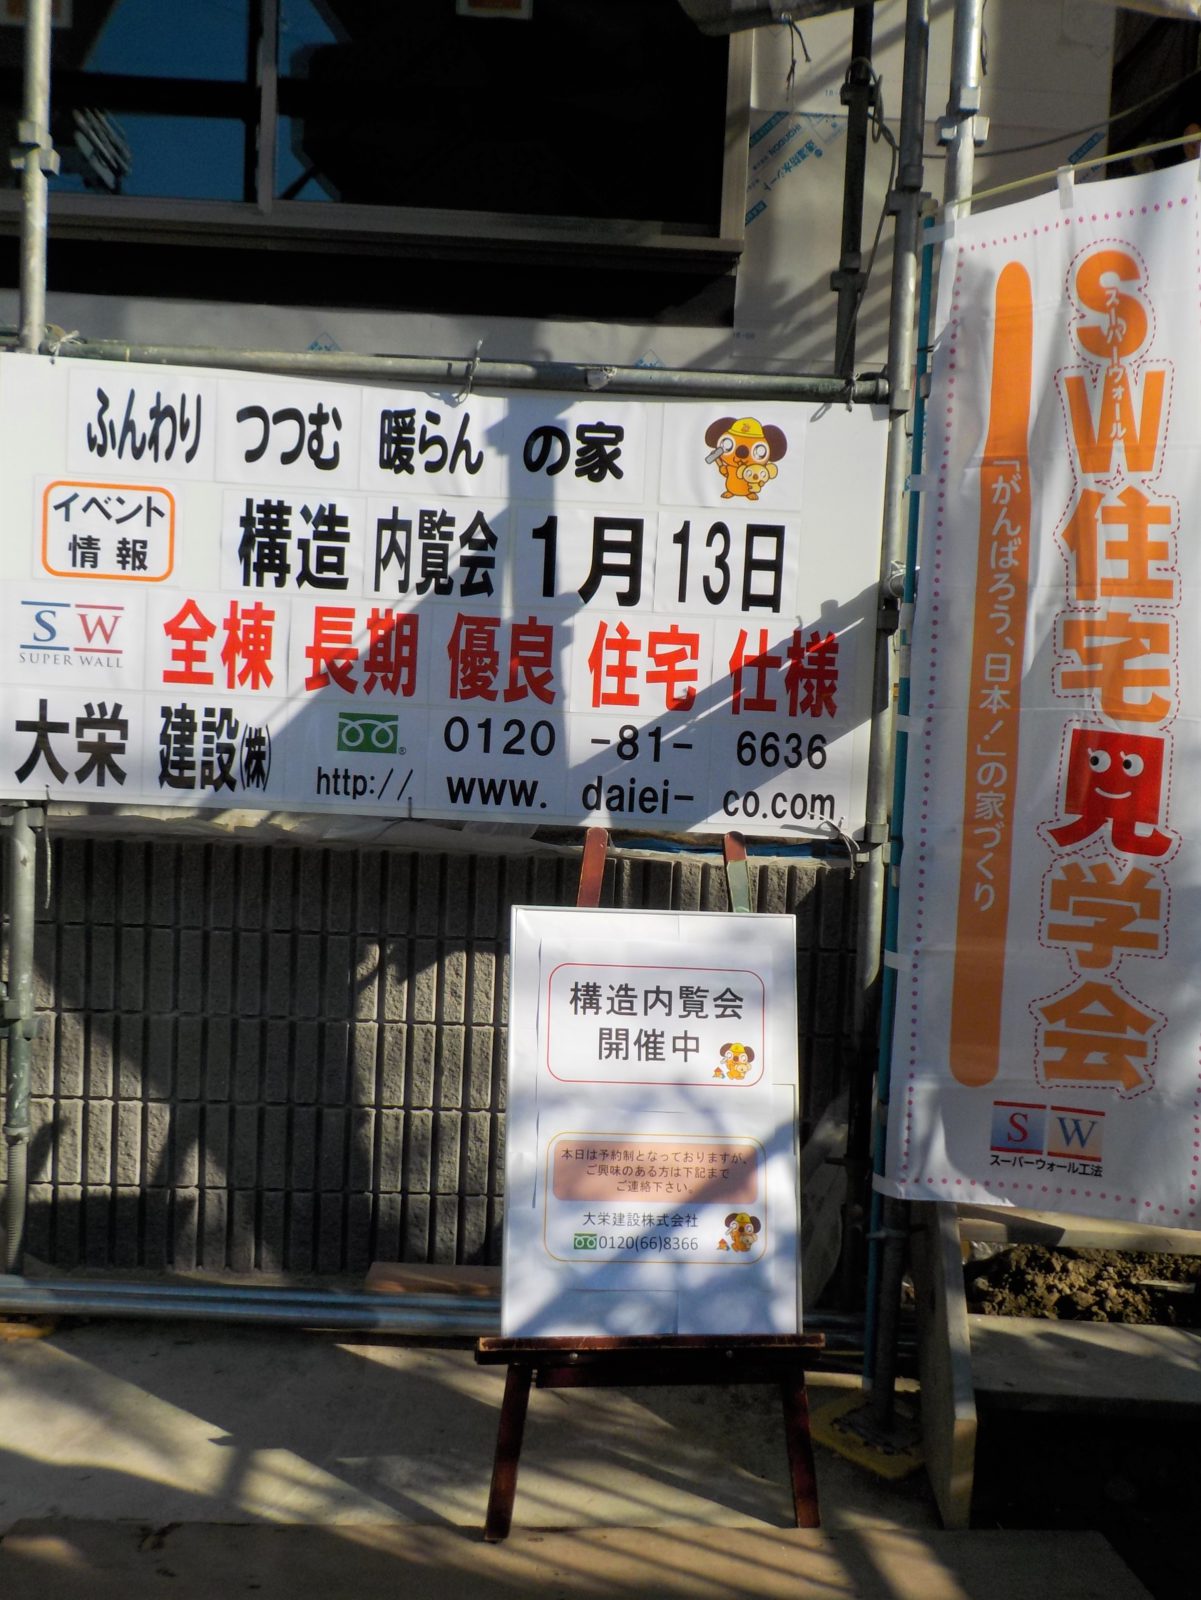 ふんわり つつむ 暖らん の家
イベント
情報
構造 内覧会 1月 13日
SW
SUPER WALL
全棟 長期 優良 住宅 仕様
大栄 建設(株)
0120 -81- 6636
http:// www. daiei- co.com
構造内覧会
開催中
本日は予約制となっておりますが、
ご興味のある方は下記まで
ご連絡下さい。
大栄建設株式会社
0120(66)8366
SW住宅見学会
スーパーウォール
「がんばろう、日本!」の家づくり
SW
スーパーウォール工法
透湿防水シート